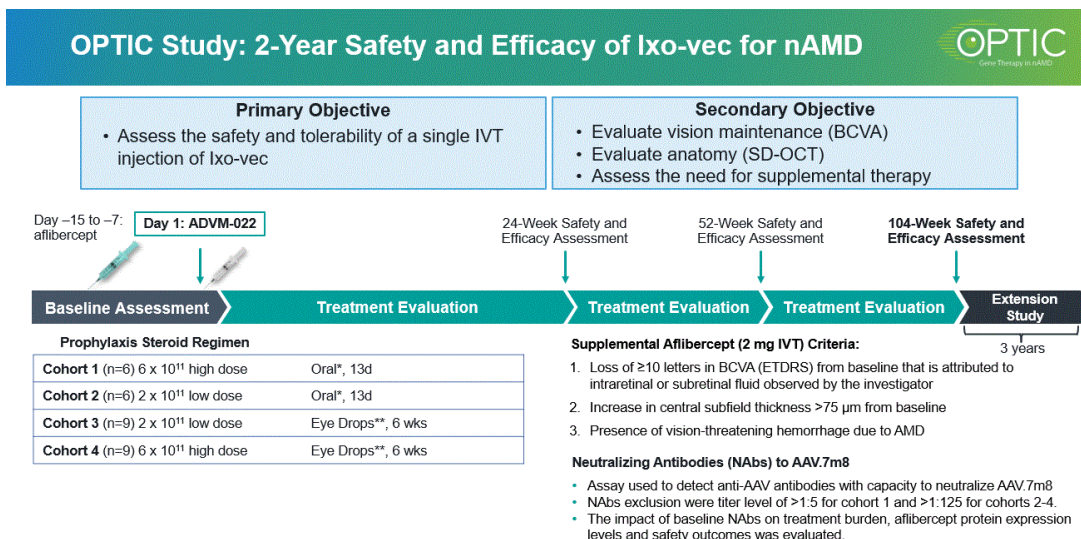 OPTIC Study: 2-Year Safety and Efficacy of Ixo-vec for nAMD
OPTIC
Gene Therapy in nAMD
Primary Objective
• Assess the safety and tolerability of a single IVT
injection of Ixo-vec
Secondary Objective
• Evaluate vision maintenance (BCVA)
• Evaluate anatomy (SD-OCT)
• Assess the need for supplemental therapy
Day –15 to –7:
aflibercept
Day 1: ADVM-022
24-Week Safety and
Efficacy Assessment
52-Week Safety and
Efficacy Assessment
104-Week Safety and
Efficacy Assessment
Baseline Assessment
Treatment Evaluation
Treatment Evaluation
Treatment Evaluation
Extension
Study
3 years
Prophylaxis Steroid Regimen
Cohort 1 (n=6) 6 x 10¹¹ high dose Oral*, 13d
Cohort 2 (n=6) 2 x 10¹¹ low dose Oral*, 13d
Cohort 3 (n=9) 2 x 10¹¹ low dose Eye Drops**, 6 wks
Cohort 4 (n=9) 6 x 10¹¹ high dose Eye Drops**, 6 wks
Supplemental Aflibercept (2 mg IVT) Criteria:
1. Loss of ≥10 letters in BCVA (ETDRS) from baseline that is attributed to
intraretinal or subretinal fluid observed by the investigator
2. Increase in central subfield thickness >75 µm from baseline
3. Presence of vision-threatening hemorrhage due to AMD
Neutralizing Antibodies (NAbs) to AAV.7m8
• Assay used to detect anti-AAV antibodies with capacity to neutralize AAV.7m8
• NAbs exclusion were titer level of >1:5 for cohort 1 and >1:125 for cohorts 2-4.
• The impact of baseline NAbs on treatment burden, aflibercept protein expression
levels and safety outcomes was evaluated.